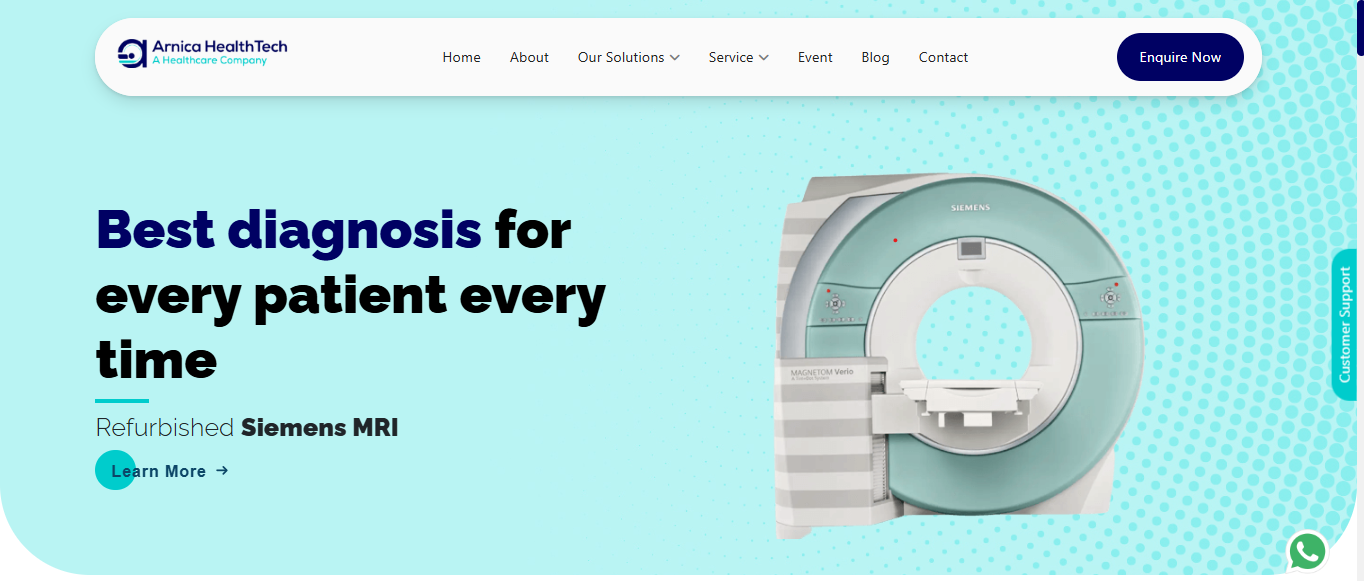 Arnica HealthTech
A Healthcare Company
Home
About
Our Solutions
Service
Event
Blog
Contact
Enquire Now
Best diagnosis for
every patient every
time
Refurbished Siemens MRI
Learn More →
SIEMENS
MAGNETOM Verio
Customer Support